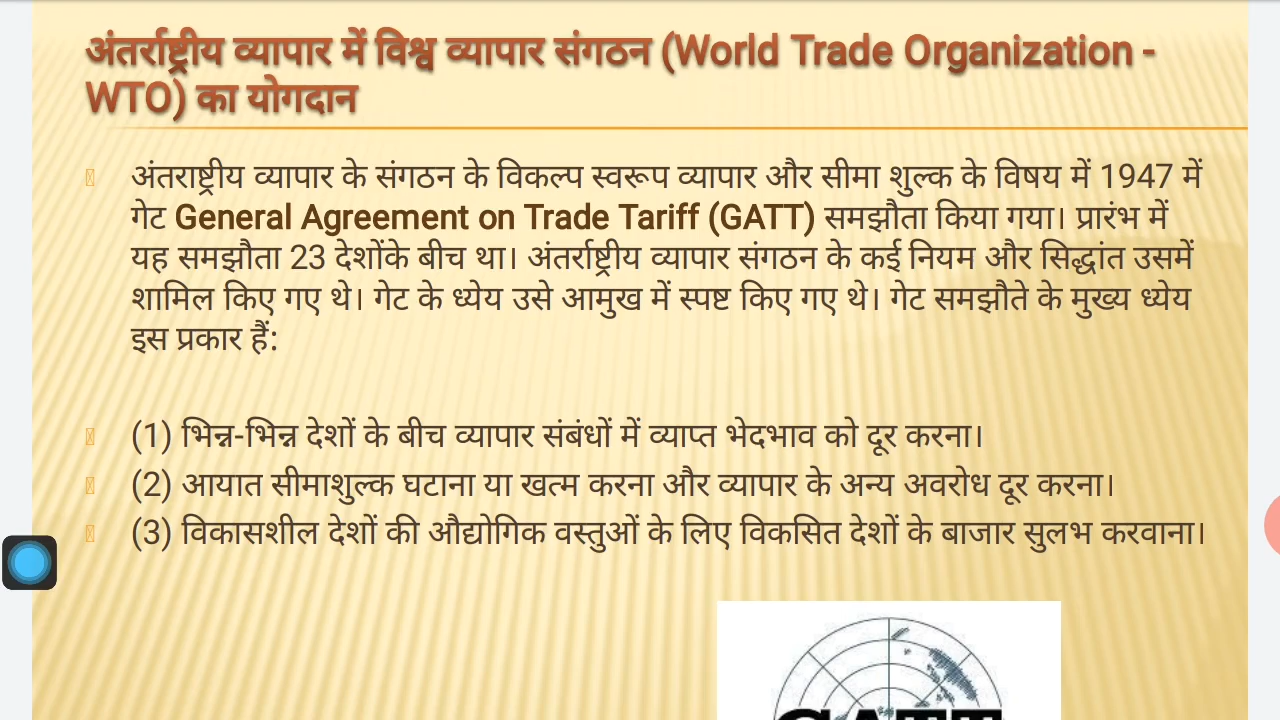 अंतर्राष्ट्रीय व्यापार में विश्व व्यापार संगठन (World Trade Organization -
WTO) का योगदान
अंतराष्ट्रीय व्यापार के संगठन के विकल्प स्वरूप व्यापार और सीमा शुल्क के विषय में 1947 में
गेट General Agreement on Trade Tariff (GATT) समझौता किया गया। प्रारंभ में
यह समझौता 23 देशोंके बीच था। अंतर्राष्ट्रीय व्यापार संगठन के कई नियम और सिद्धांत उसमें
शामिल किए गए थे। गेट के ध्येय उसे आमुख में स्पष्ट किए गए थे। गेट समझौते के मुख्य ध्येय
इस प्रकार हैं:
(1) भिन्न-भिन्न देशों के बीच व्यापार संबंधों में व्याप्त भेदभाव को दूर करना।
(2) आयात सीमाशुल्क घटाना या खत्म करना और व्यापार के अन्य अवरोध दूर करना।
(3) विकासशील देशों की औद्योगिक वस्तुओं के लिए विकसित देशों के बाजार सुलभ करवाना।
GATT